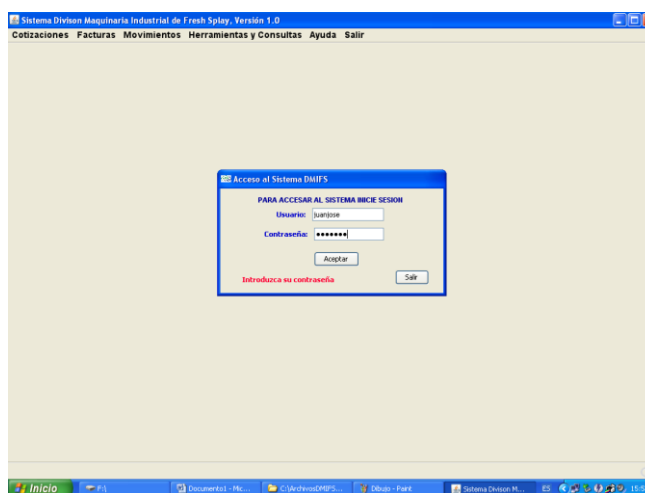 Sistema Divison Maquinaria Industrial de Fresh Splay, Versión 1.0
Cotizaciones Facturas Movimientos Herramientas y Consultas Ayuda Salir
Acceso al Sistema DMIFS
PARA ACCESAR AL SISTEMA INICIE SESION
Usuario: juanjose
Contraseña: •••••••
Aceptar
Salir
Introduzca su contraseña
Inicio F:\ Documento1 - Mic... C:\ArchivosDMIFS... Dibujo - Paint Sistema Divison M... ES